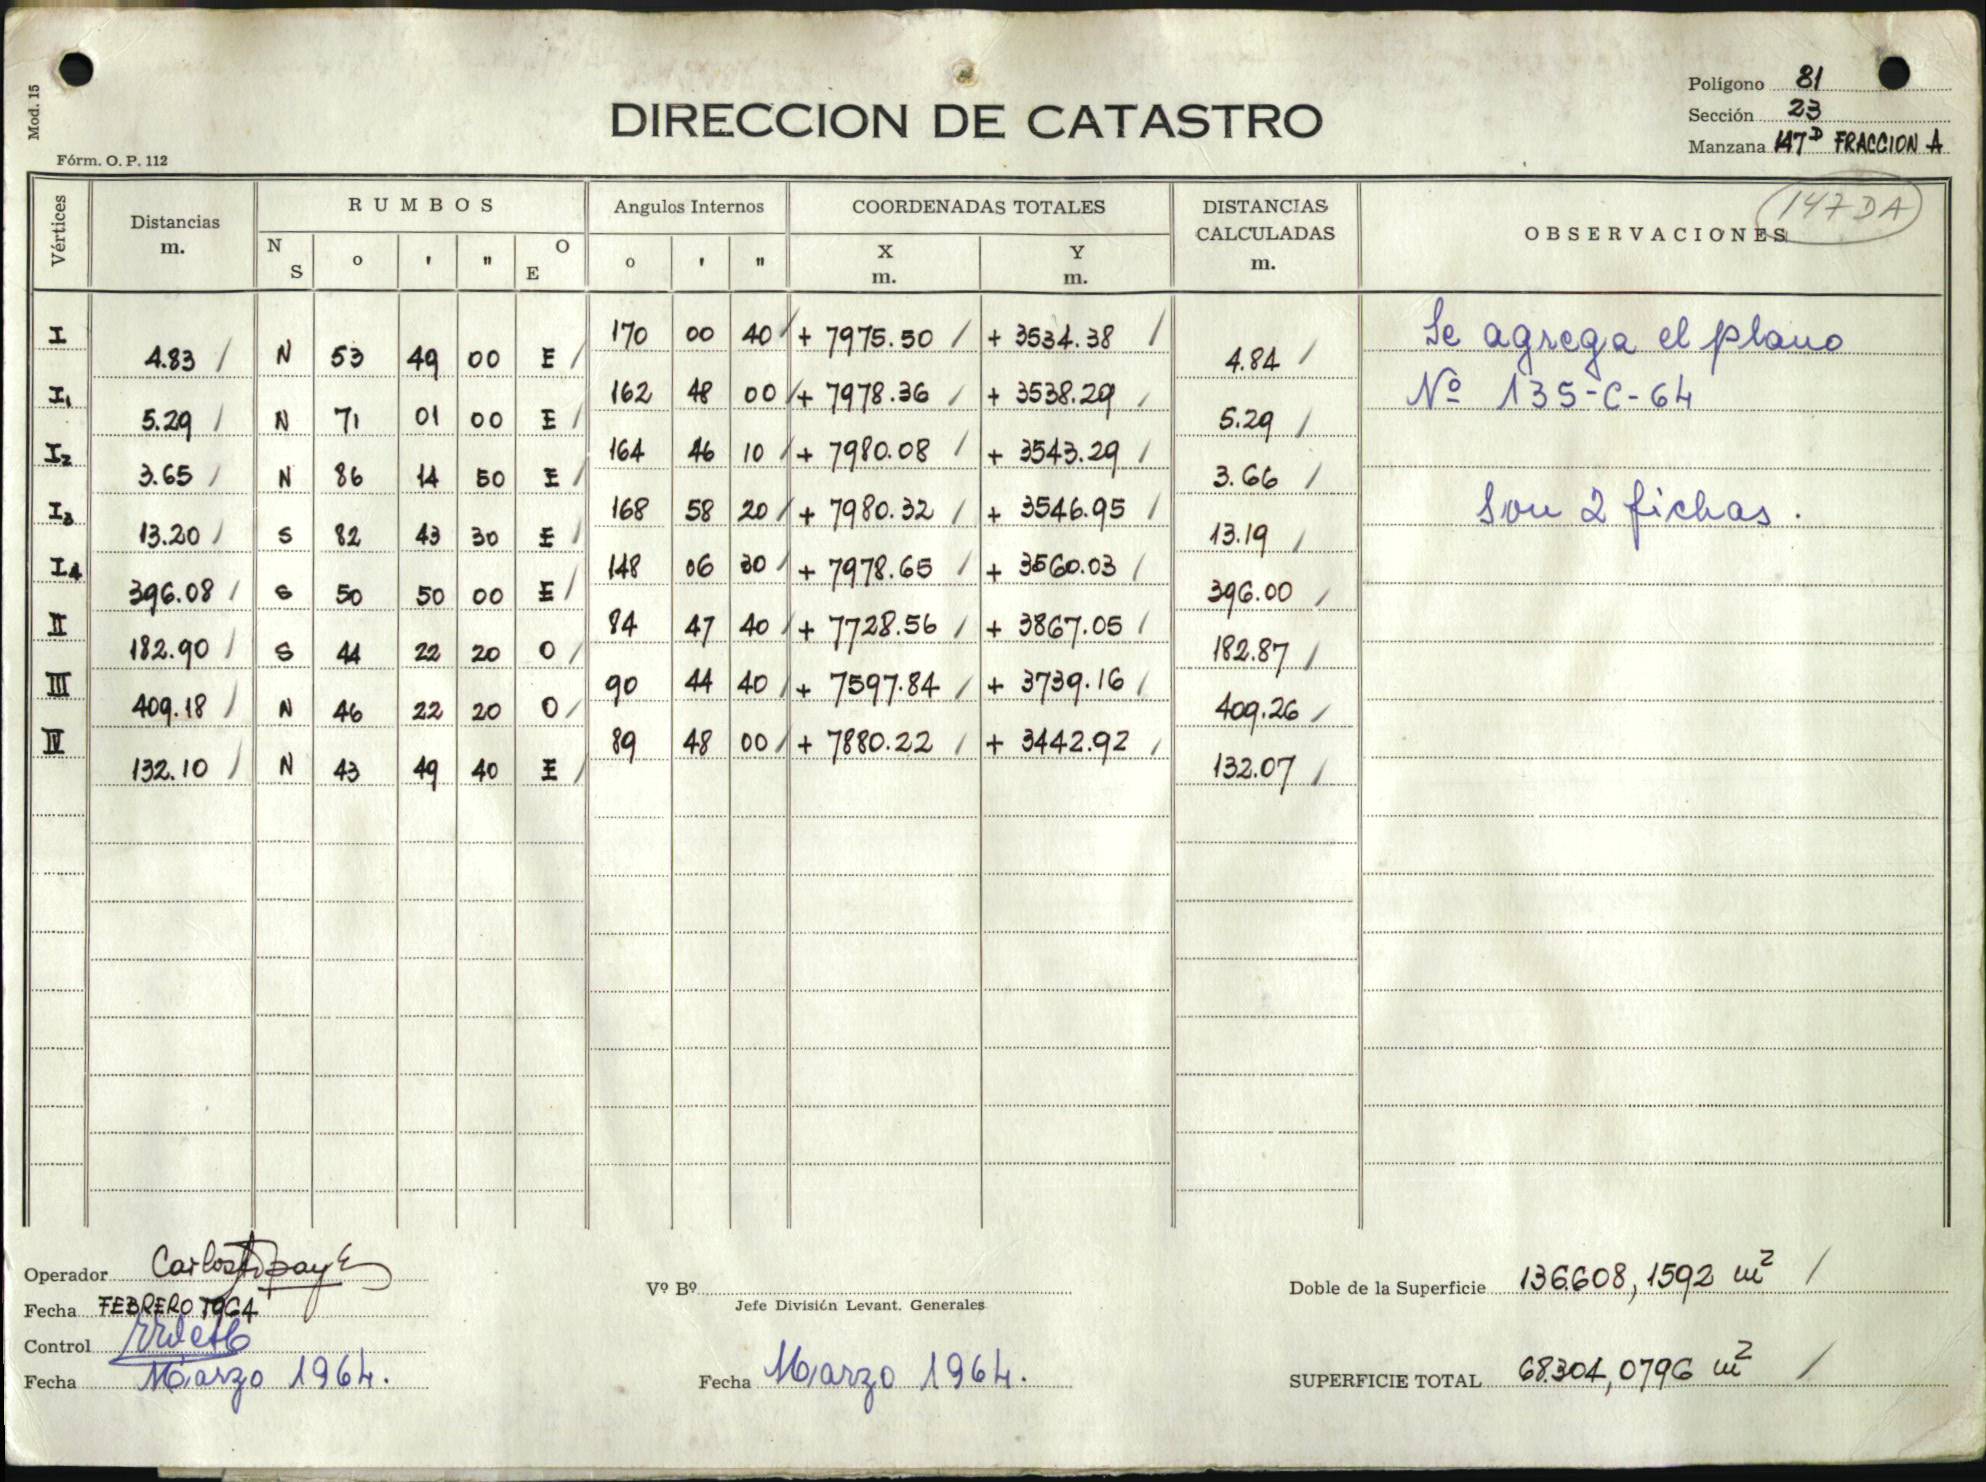 Mod. 15
Fórm. O. P. 112
DIRECCION DE CATASTRO
Polígono 81
Sección 23
Manzana 147D FRACCION A
147 DA
Vértices Distancias m. RUMBOS Angulos Internos COORDENADAS TOTALES DISTANCIAS CALCULADAS m. OBSERVACIONES
N S o ' " O E o ' " X m. Y m.
I 170 00 40 / + 7975.50 / + 3534.38 / Se agrega el plano
4.83 / N 53 49 00 E / 4.84 /
I1 162 48 00 / + 7978.36 / + 3538.29 / Nº 135-C-64
5.29 / N 71 01 00 E / 5.29 /
I2 164 46 10 / + 7980.08 / + 3543.29 /
3.65 / N 86 14 50 E / 3.66 /
I3 168 58 20 / + 7980.32 / + 3546.95 / Son 2 fichas.
13.20 / S 82 43 30 E / 13.19 /
I4 148 06 30 / + 7978.65 / + 3560.03 /
396.08 / S 50 50 00 E / 396.00 /
II 84 47 40 / + 7728.56 / + 3867.05 /
182.90 / S 44 22 20 O / 182.87 /
III 90 44 40 / + 7597.84 / + 3739.16 /
409.18 / N 46 22 20 O / 409.26 /
IV 89 48 00 / + 7880.22 / + 3442.92 /
132.10 / N 43 49 40 E / 132.07 /
Operador Carlos
Fecha FEBRERO 1964
Control
Fecha Marzo 1964.
Vº Bº
Jefe División Levant. Generales
Fecha Marzo 1964.
Doble de la Superficie 136.608,1592 m2 /
SUPERFICIE TOTAL 68.304,0796 m2 /